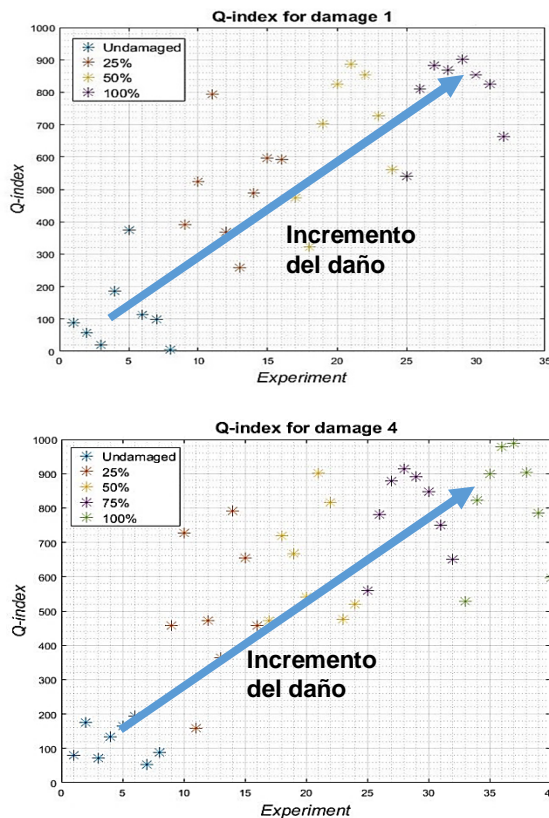 Q-index for damage 1
1000
900
800
700
600
500
400
300
200
100
0
Q-index
Undamaged
25%
50%
100%
Incremento
del daño
0 5 10 15 20 25 30 35
Experiment
Q-index for damage 4
1000
900
800
700
600
500
400
300
200
100
0
Q-index
Undamaged
25%
50%
75%
100%
Incremento
del daño
0 5 10 15 20 25 30 35 40
Experiment